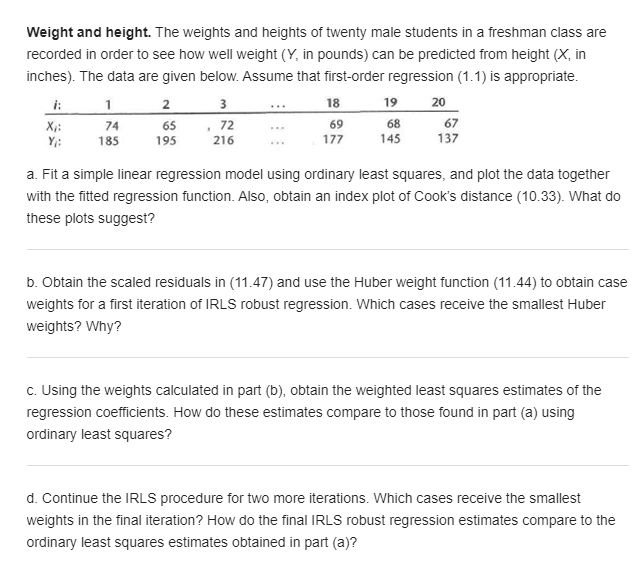 Weight and height. The weights and heights of twenty male students in a freshman class are
recorded in order to see how well weight (Y, in pounds) can be predicted from height (X, in
inches). The data are given below. Assume that first-order regression (1.1) is appropriate.
i: 1 2 3 ... 18 19 20
Xᵢ: 74 65 , 72 ... 69 68 67
Yᵢ: 185 195 216 ... 177 145 137
a. Fit a simple linear regression model using ordinary least squares, and plot the data together
with the fitted regression function. Also, obtain an index plot of Cook's distance (10.33). What do
these plots suggest?
b. Obtain the scaled residuals in (11.47) and use the Huber weight function (11.44) to obtain case
weights for a first iteration of IRLS robust regression. Which cases receive the smallest Huber
weights? Why?
c. Using the weights calculated in part (b), obtain the weighted least squares estimates of the
regression coefficients. How do these estimates compare to those found in part (a) using
ordinary least squares?
d. Continue the IRLS procedure for two more iterations. Which cases receive the smallest
weights in the final iteration? How do the final IRLS robust regression estimates compare to the
ordinary least squares estimates obtained in part (a)?